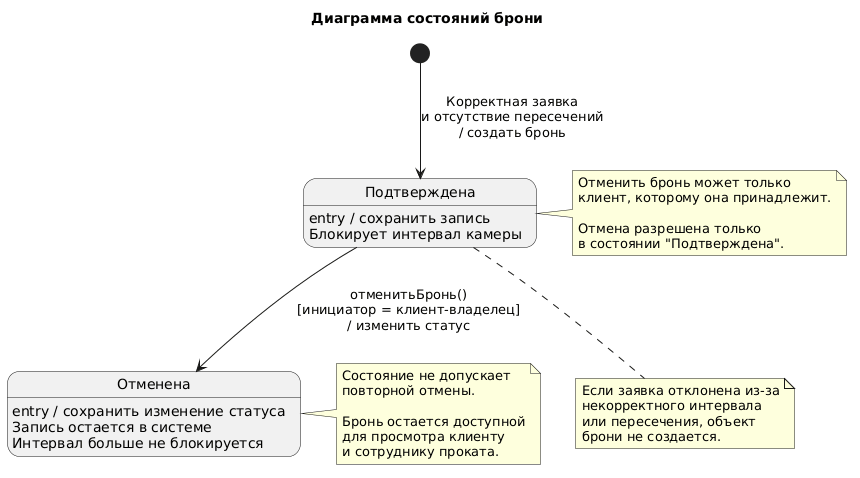 Диаграмма состояний брони
Корректная заявка
и отсутствие пересечений
/ создать бронь
Подтверждена
entry / сохранить запись
Блокирует интервал камеры
Отменить бронь может только
клиент, которому она принадлежит.
Отмена разрешена только
в состоянии "Подтверждена".
отменитьБронь()
[инициатор = клиент-владелец]
/ изменить статус
Отменена
entry / сохранить изменение статуса
Запись остается в системе
Интервал больше не блокируется
Состояние не допускает
повторной отмены.
Бронь остается доступной
для просмотра клиенту
и сотруднику проката.
Если заявка отклонена из-за
некорректного интервала
или пересечения, объект
брони не создается.